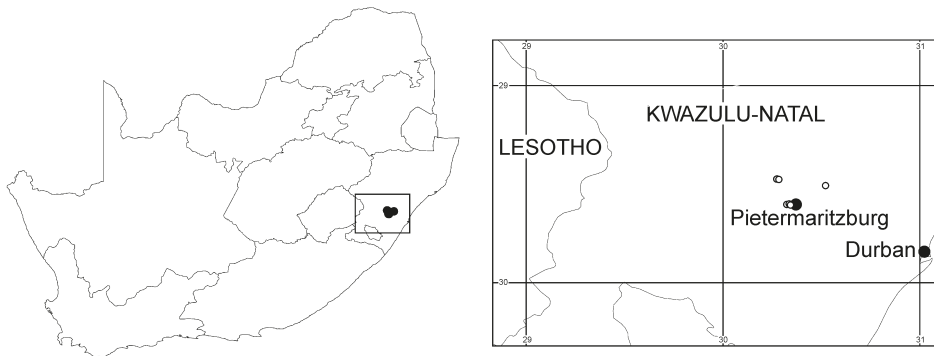 29
30
31
29
KWAZULU-NATAL
LESOTHO
Pietermaritzburg
Durban
30
29
30
31